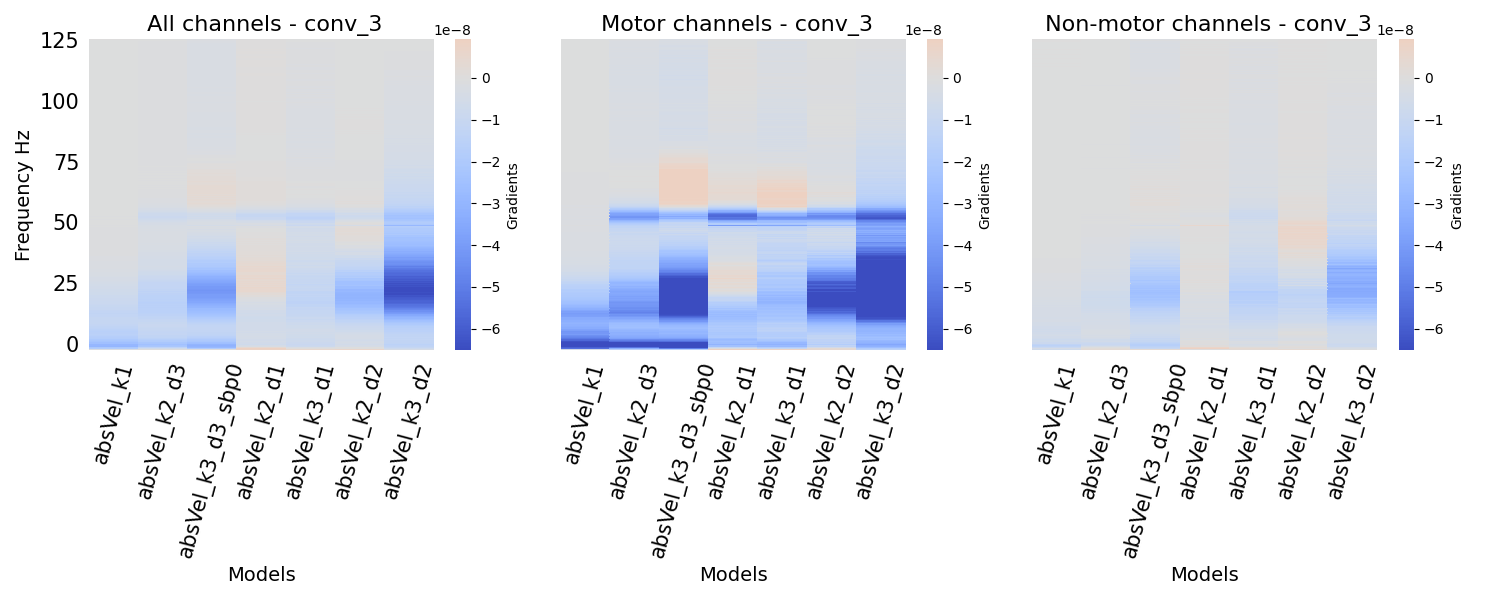 All channels - conv_3
Motor channels - conv_3
Non-motor channels - conv_3
1e−8
1e−8
1e−8
Frequency Hz
125
100
75
50
25
0
0
−1
−2
−3
−4
−5
−6
Gradients
0
−1
−2
−3
−4
−5
−6
Gradients
0
−1
−2
−3
−4
−5
−6
Gradients
absVel_k1
absVel_k2_d3
absVel_k3_d3_sbp0
absVel_k2_d1
absVel_k3_d1
absVel_k2_d2
absVel_k3_d2
absVel_k1
absVel_k2_d3
absVel_k3_d3_sbp0
absVel_k2_d1
absVel_k3_d1
absVel_k2_d2
absVel_k3_d2
absVel_k1
absVel_k2_d3
absVel_k3_d3_sbp0
absVel_k2_d1
absVel_k3_d1
absVel_k2_d2
absVel_k3_d2
Models
Models
Models